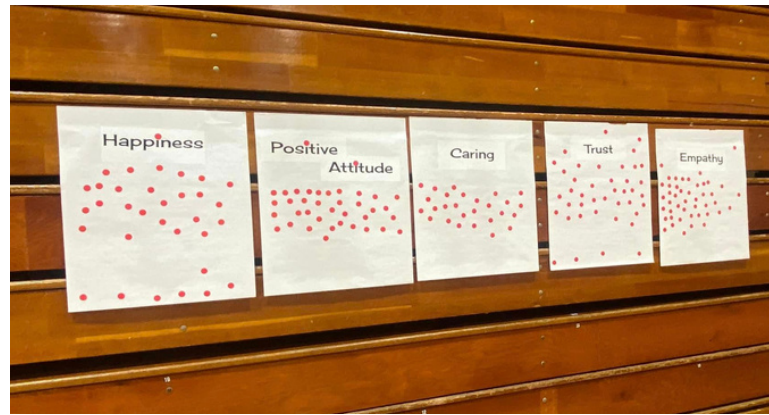 Happiness
Positive
Attitude
Caring
Trust
Empathy